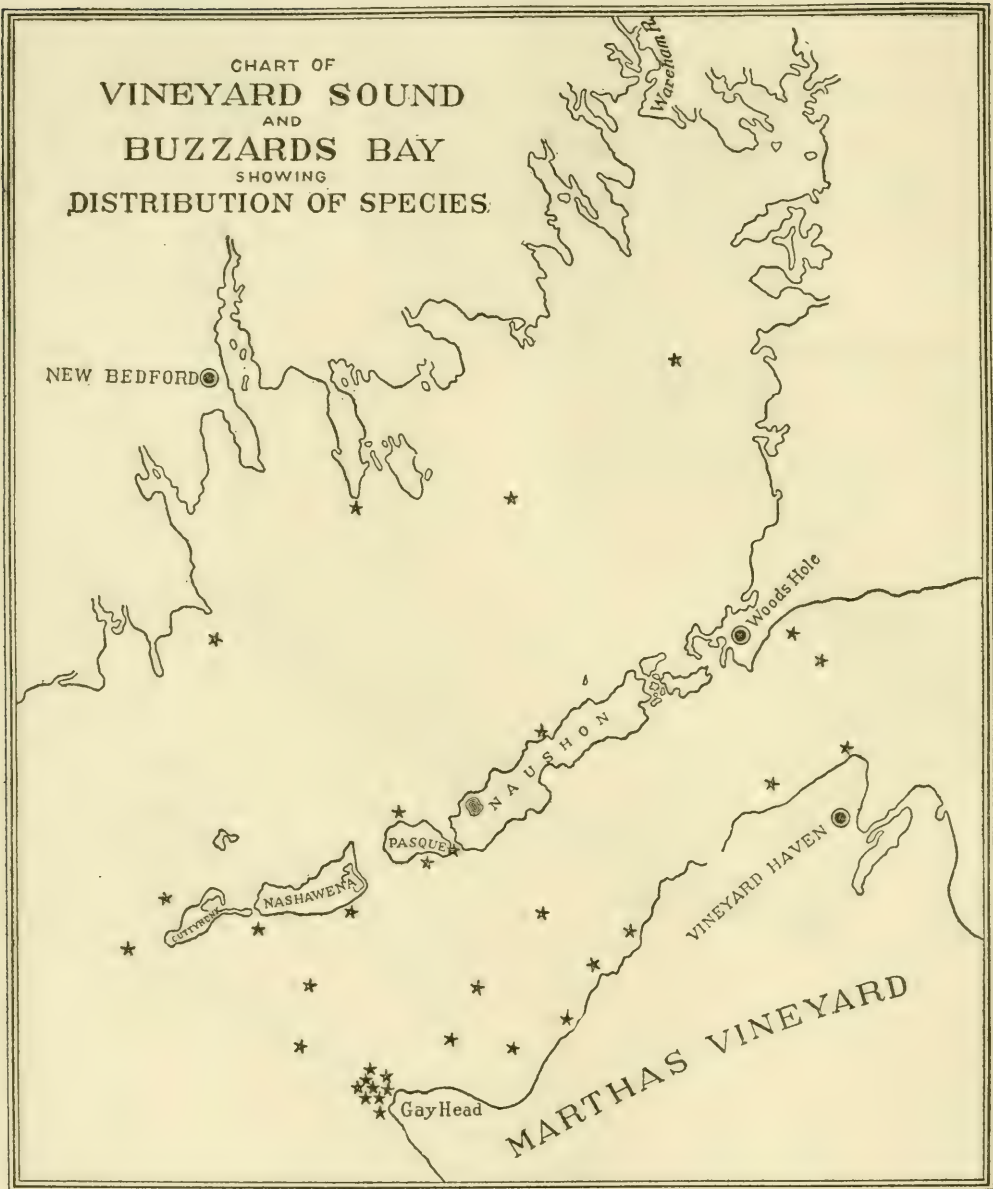 CHART OF
VINEYARD SOUND
AND
BUZZARDS BAY
SHOWING
DISTRIBUTION OF SPECIES.
Wareham R.
NEW BEDFORD
Woods Hole
NAUSHON
PASQUE
NASHAWENA
CUTTYHUNK
VINEYARD HAVEN
MARTHAS VINEYARD
Gay Head